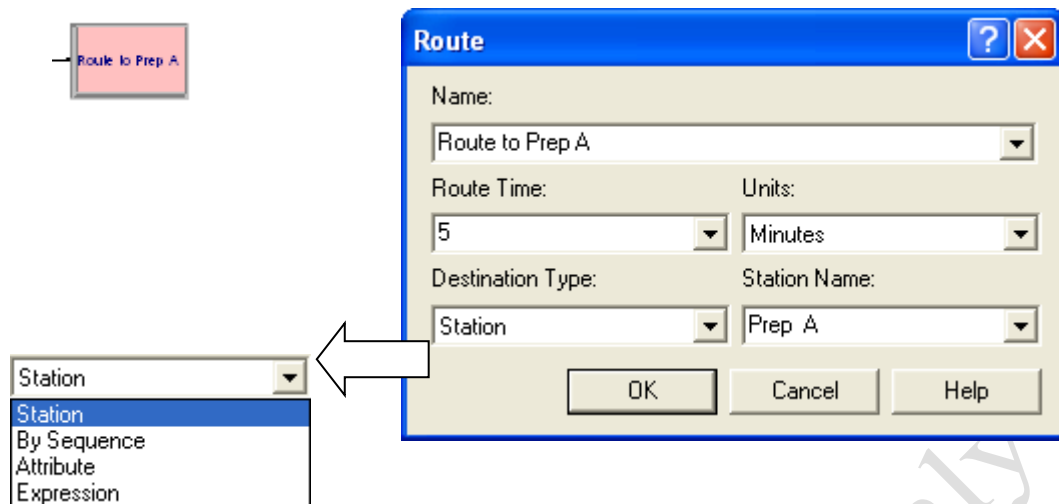 Route to Prep A
Route
Name:
Route to Prep A
Route Time: Units:
5 Minutes
Destination Type: Station Name:
Station Prep A
OK Cancel Help
Station
Station
By Sequence
Attribute
Expression